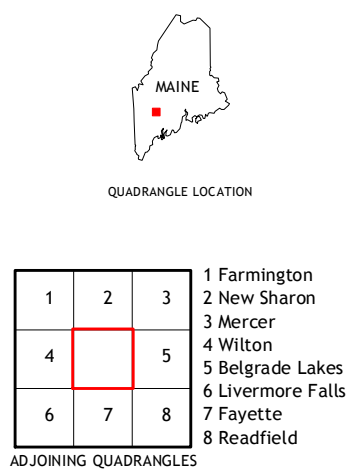 MAINE
QUADRANGLE LOCATION
1 2 3
4 5
6 7 8
ADJOINING QUADRANGLES
1 Farmington
2 New Sharon
3 Mercer
4 Wilton
5 Belgrade Lakes
6 Livermore Falls
7 Fayette
8 Readfield